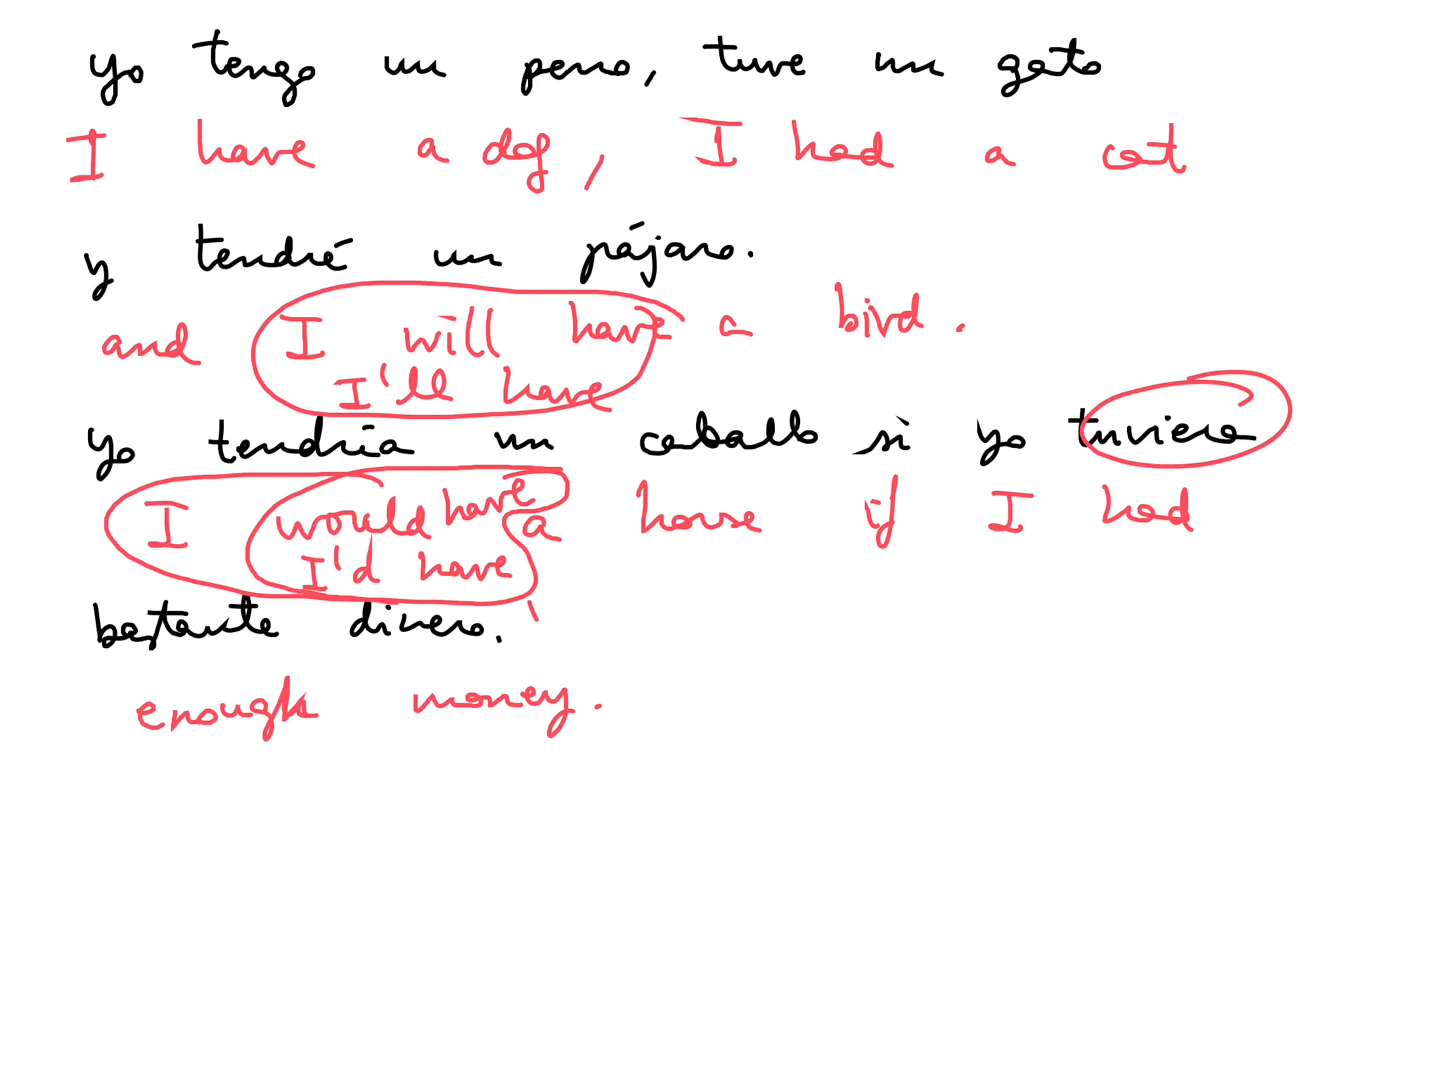 yo tengo un perro, tuve un gato
I have a dog, I had a cat
y tendré un pájaro.
and I will have a bird.
I'll have
yo tendría un caballo si yo tuviera
I would have a horse if I had
I'd have
bastante dinero.
enough money.